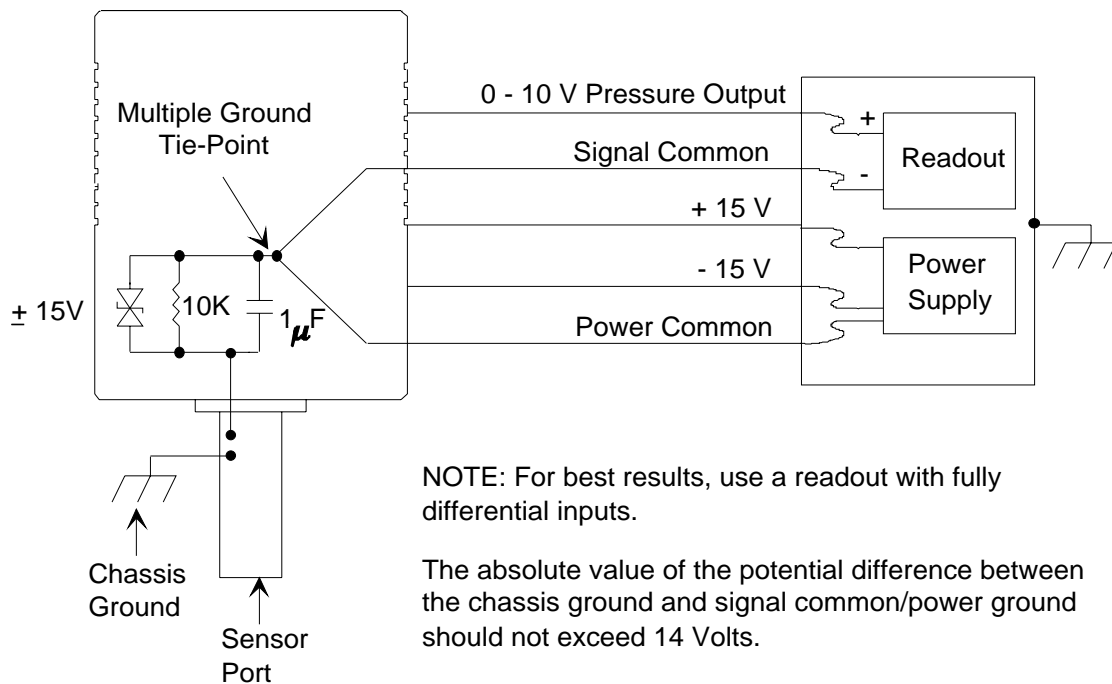 0 - 10 V Pressure Output
Multiple Ground
Tie-Point
Signal Common
+
-
Readout
+ 15 V
- 15 V
Power
Supply
Power Common
+ 15V
10K
1µF
NOTE: For best results, use a readout with fully
differential inputs.
The absolute value of the potential difference between
the chassis ground and signal common/power ground
should not exceed 14 Volts.
Chassis
Ground
Sensor
Port